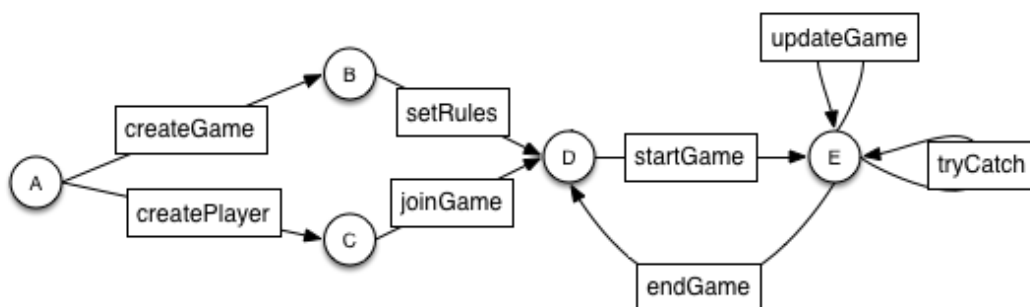 updateGame
B
setRules
createGame
D
startGame
E
tryCatch
A
joinGame
createPlayer
C
endGame